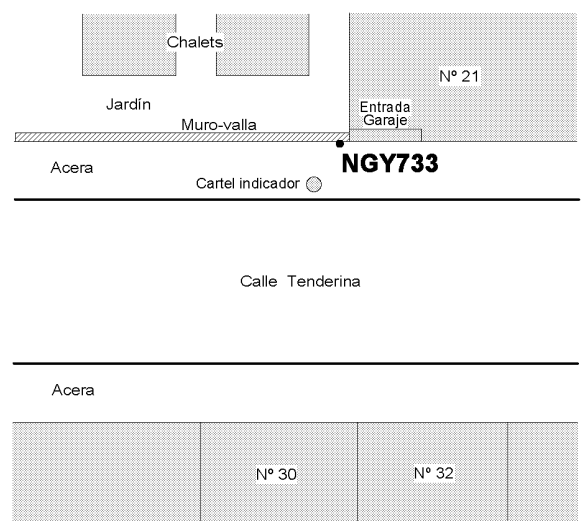 Chalets
Nº 21
Jardín
Entrada
Garaje
Muro-valla
NGY733
Acera
Cartel indicador
Calle Tenderina
Acera
Nº 30
Nº 32